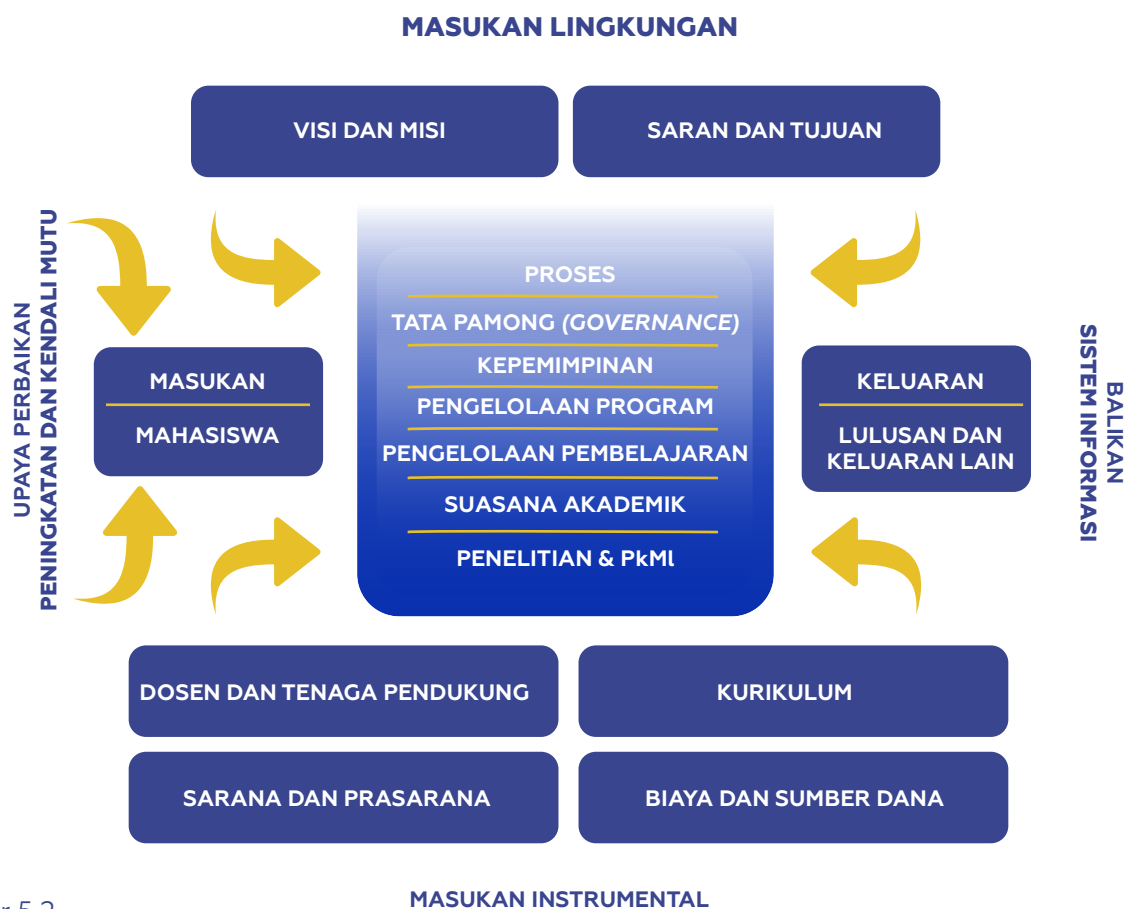 MASUKAN LINGKUNGAN
VISI DAN MISI
SARAN DAN TUJUAN
UPAYA PERBAIKAN
PENINGKATAN DAN KENDALI MUTU
MASUKAN
MAHASISWA
PROSES
TATA PAMONG (GOVERNANCE)
KEPEMIMPINAN
PENGELOLAAN PROGRAM
PENGELOLAAN PEMBELAJARAN
SUASANA AKADEMIK
PENELITIAN & PkMl
KELUARAN
LULUSAN DAN
KELUARAN LAIN
BALIKAN
SISTEM INFORMASI
DOSEN DAN TENAGA PENDUKUNG
KURIKULUM
SARANA DAN PRASARANA
BIAYA DAN SUMBER DANA
MASUKAN INSTRUMENTAL